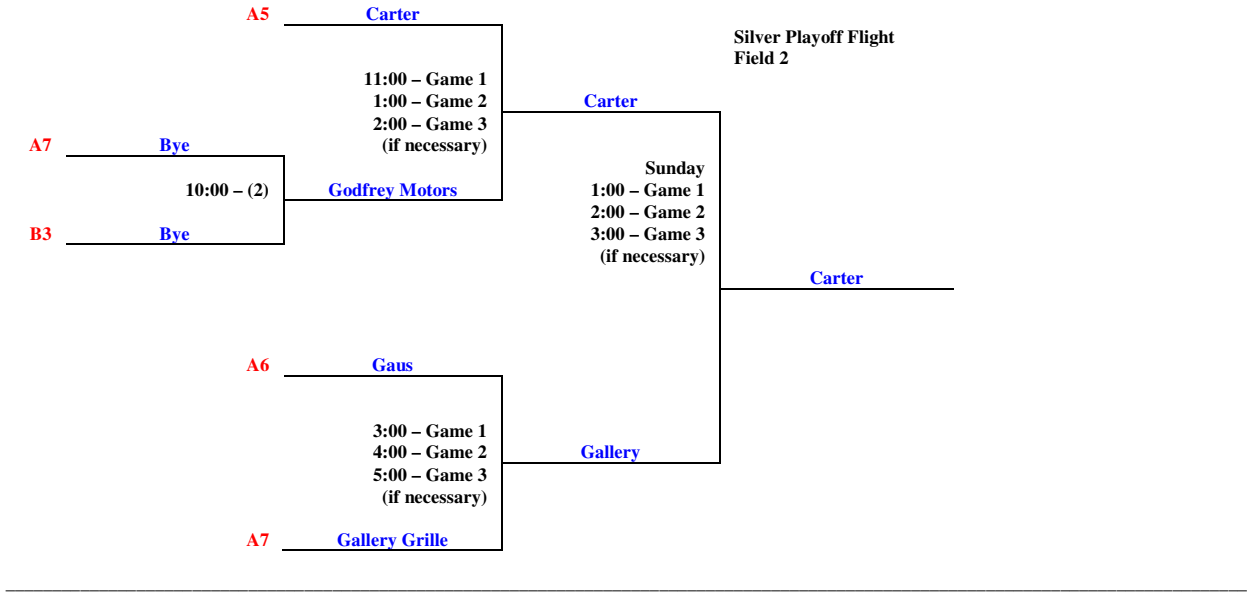 A5 Carter
Silver Playoff Flight
Field 2
11:00 – Game 1
1:00 – Game 2
2:00 – Game 3
(if necessary)
Carter
A7 Bye
10:00 – (2)
Godfrey Motors
B3 Bye
Sunday
1:00 – Game 1
2:00 – Game 2
3:00 – Game 3
(if necessary)
Carter
A6 Gaus
3:00 – Game 1
4:00 – Game 2
5:00 – Game 3
(if necessary)
Gallery
A7 Gallery Grille